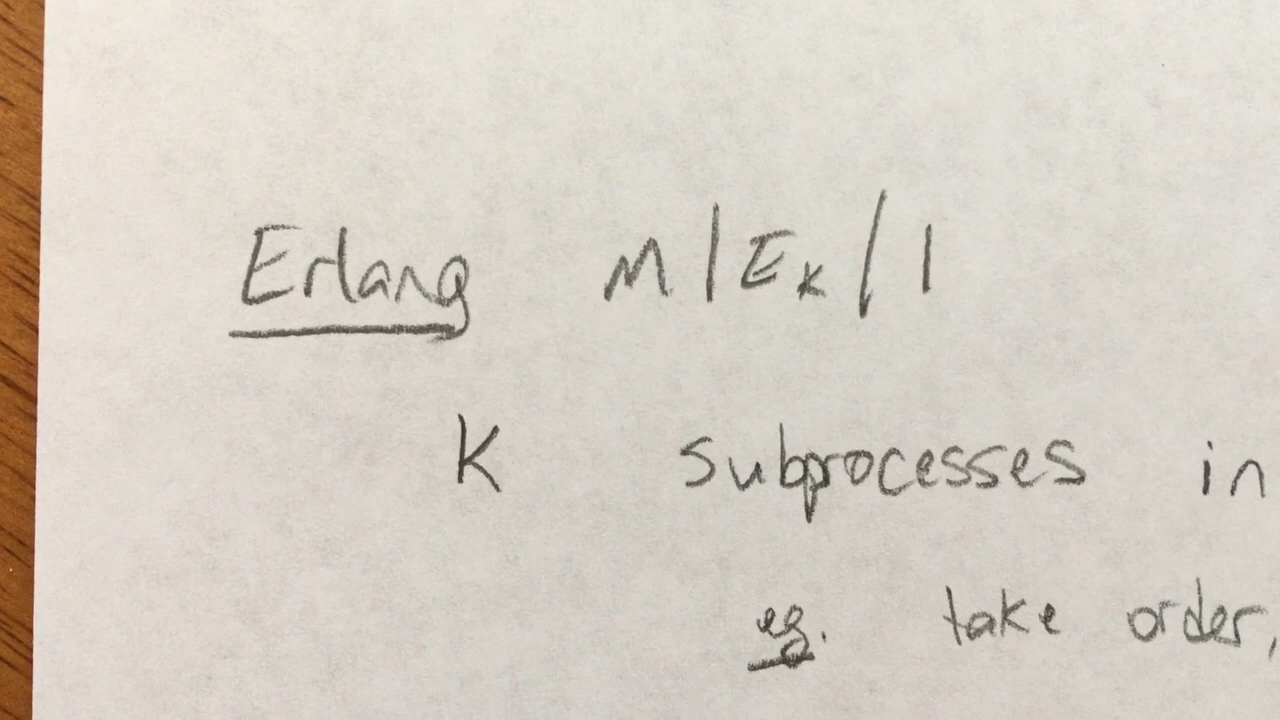 Erlang M/Eₖ/1
K subprocesses in
eg. take order,